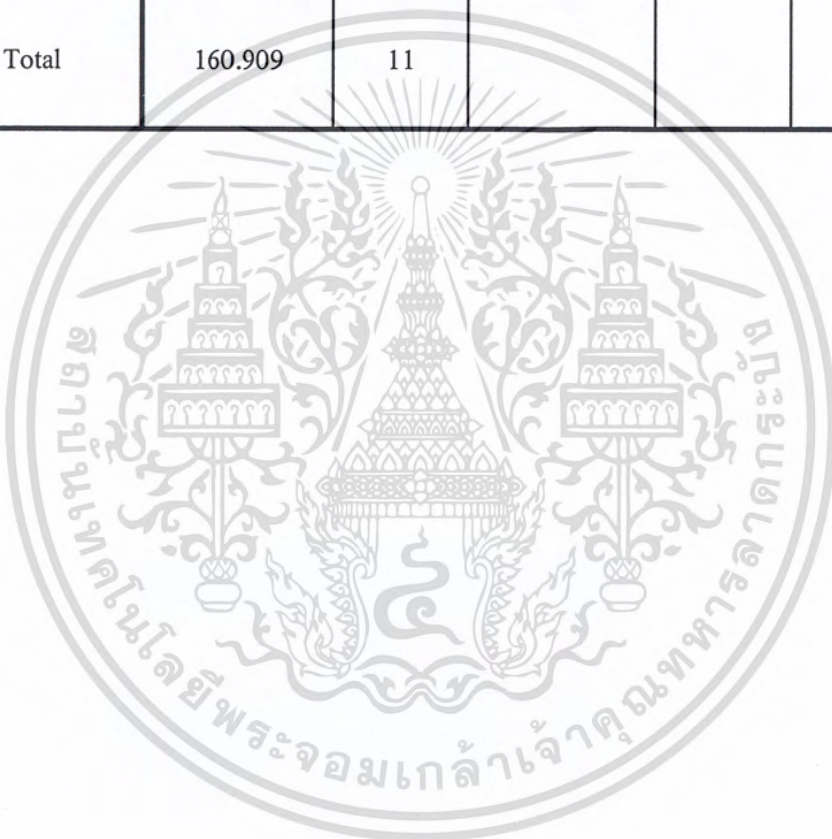 Total 160.909 11
สถาบันเทคโนโลยีพระจอมเกล้าเจ้าคุณทหารลาดกระบัง